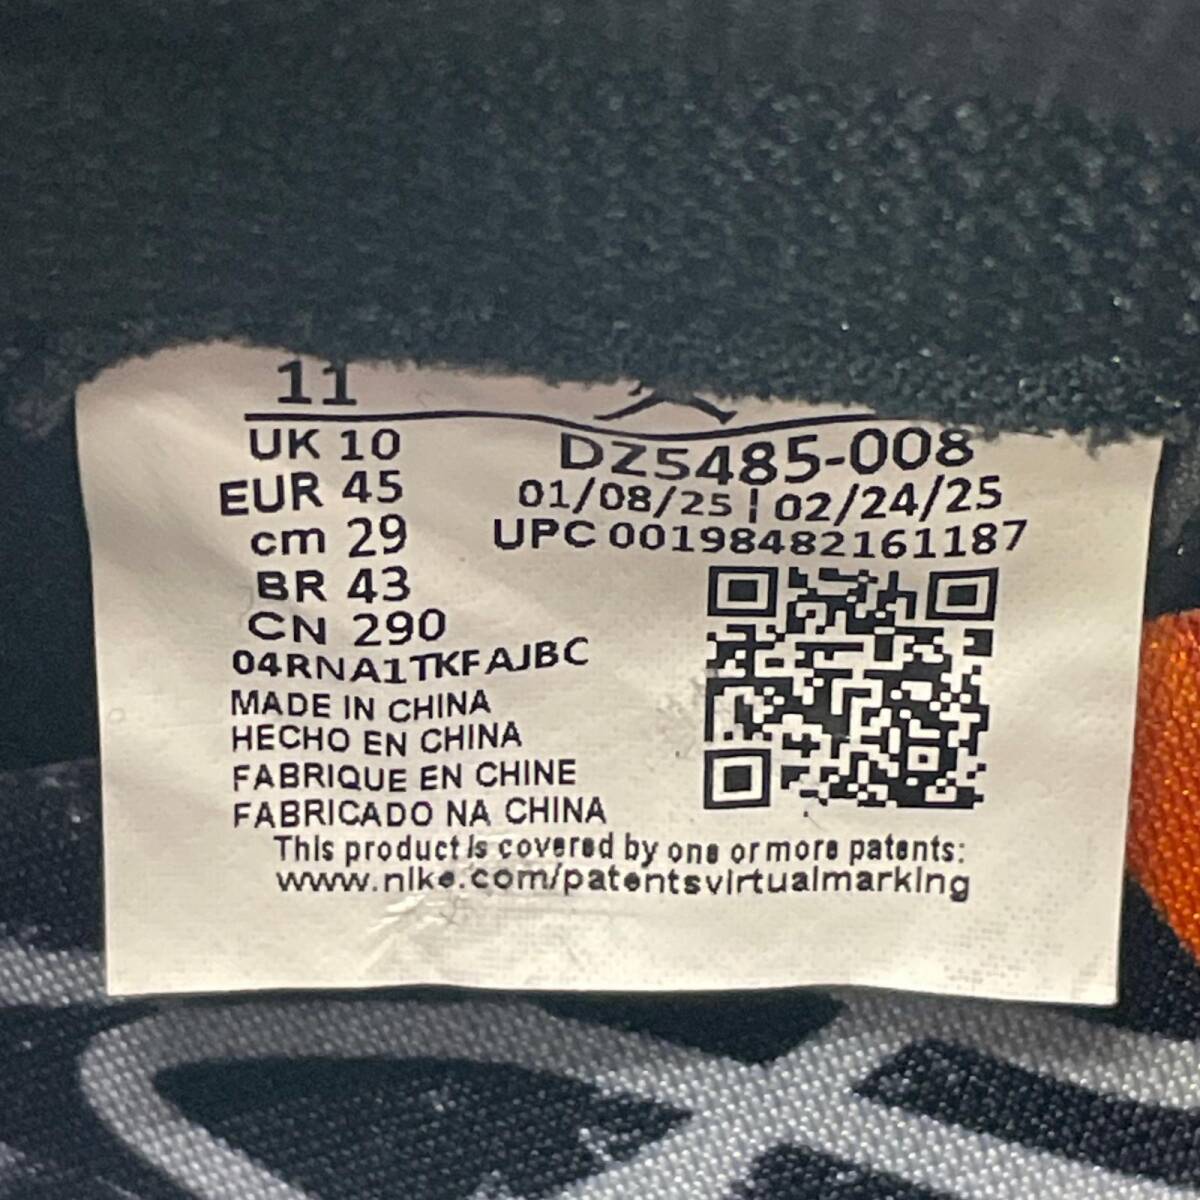 11
UK 10
EUR 45
cm 29
BR 43
CN 290
DZ5485-008
01/08/25 | 02/24/25
UPC 00198482161187
04RNA1TKFAJBC
MADE IN CHINA
HECHO EN CHINA
FABRIQUE EN CHINE
FABRICADO NA CHINA
This product is covered by one or more patents:
www.nike.com/patentsvirtualmarking